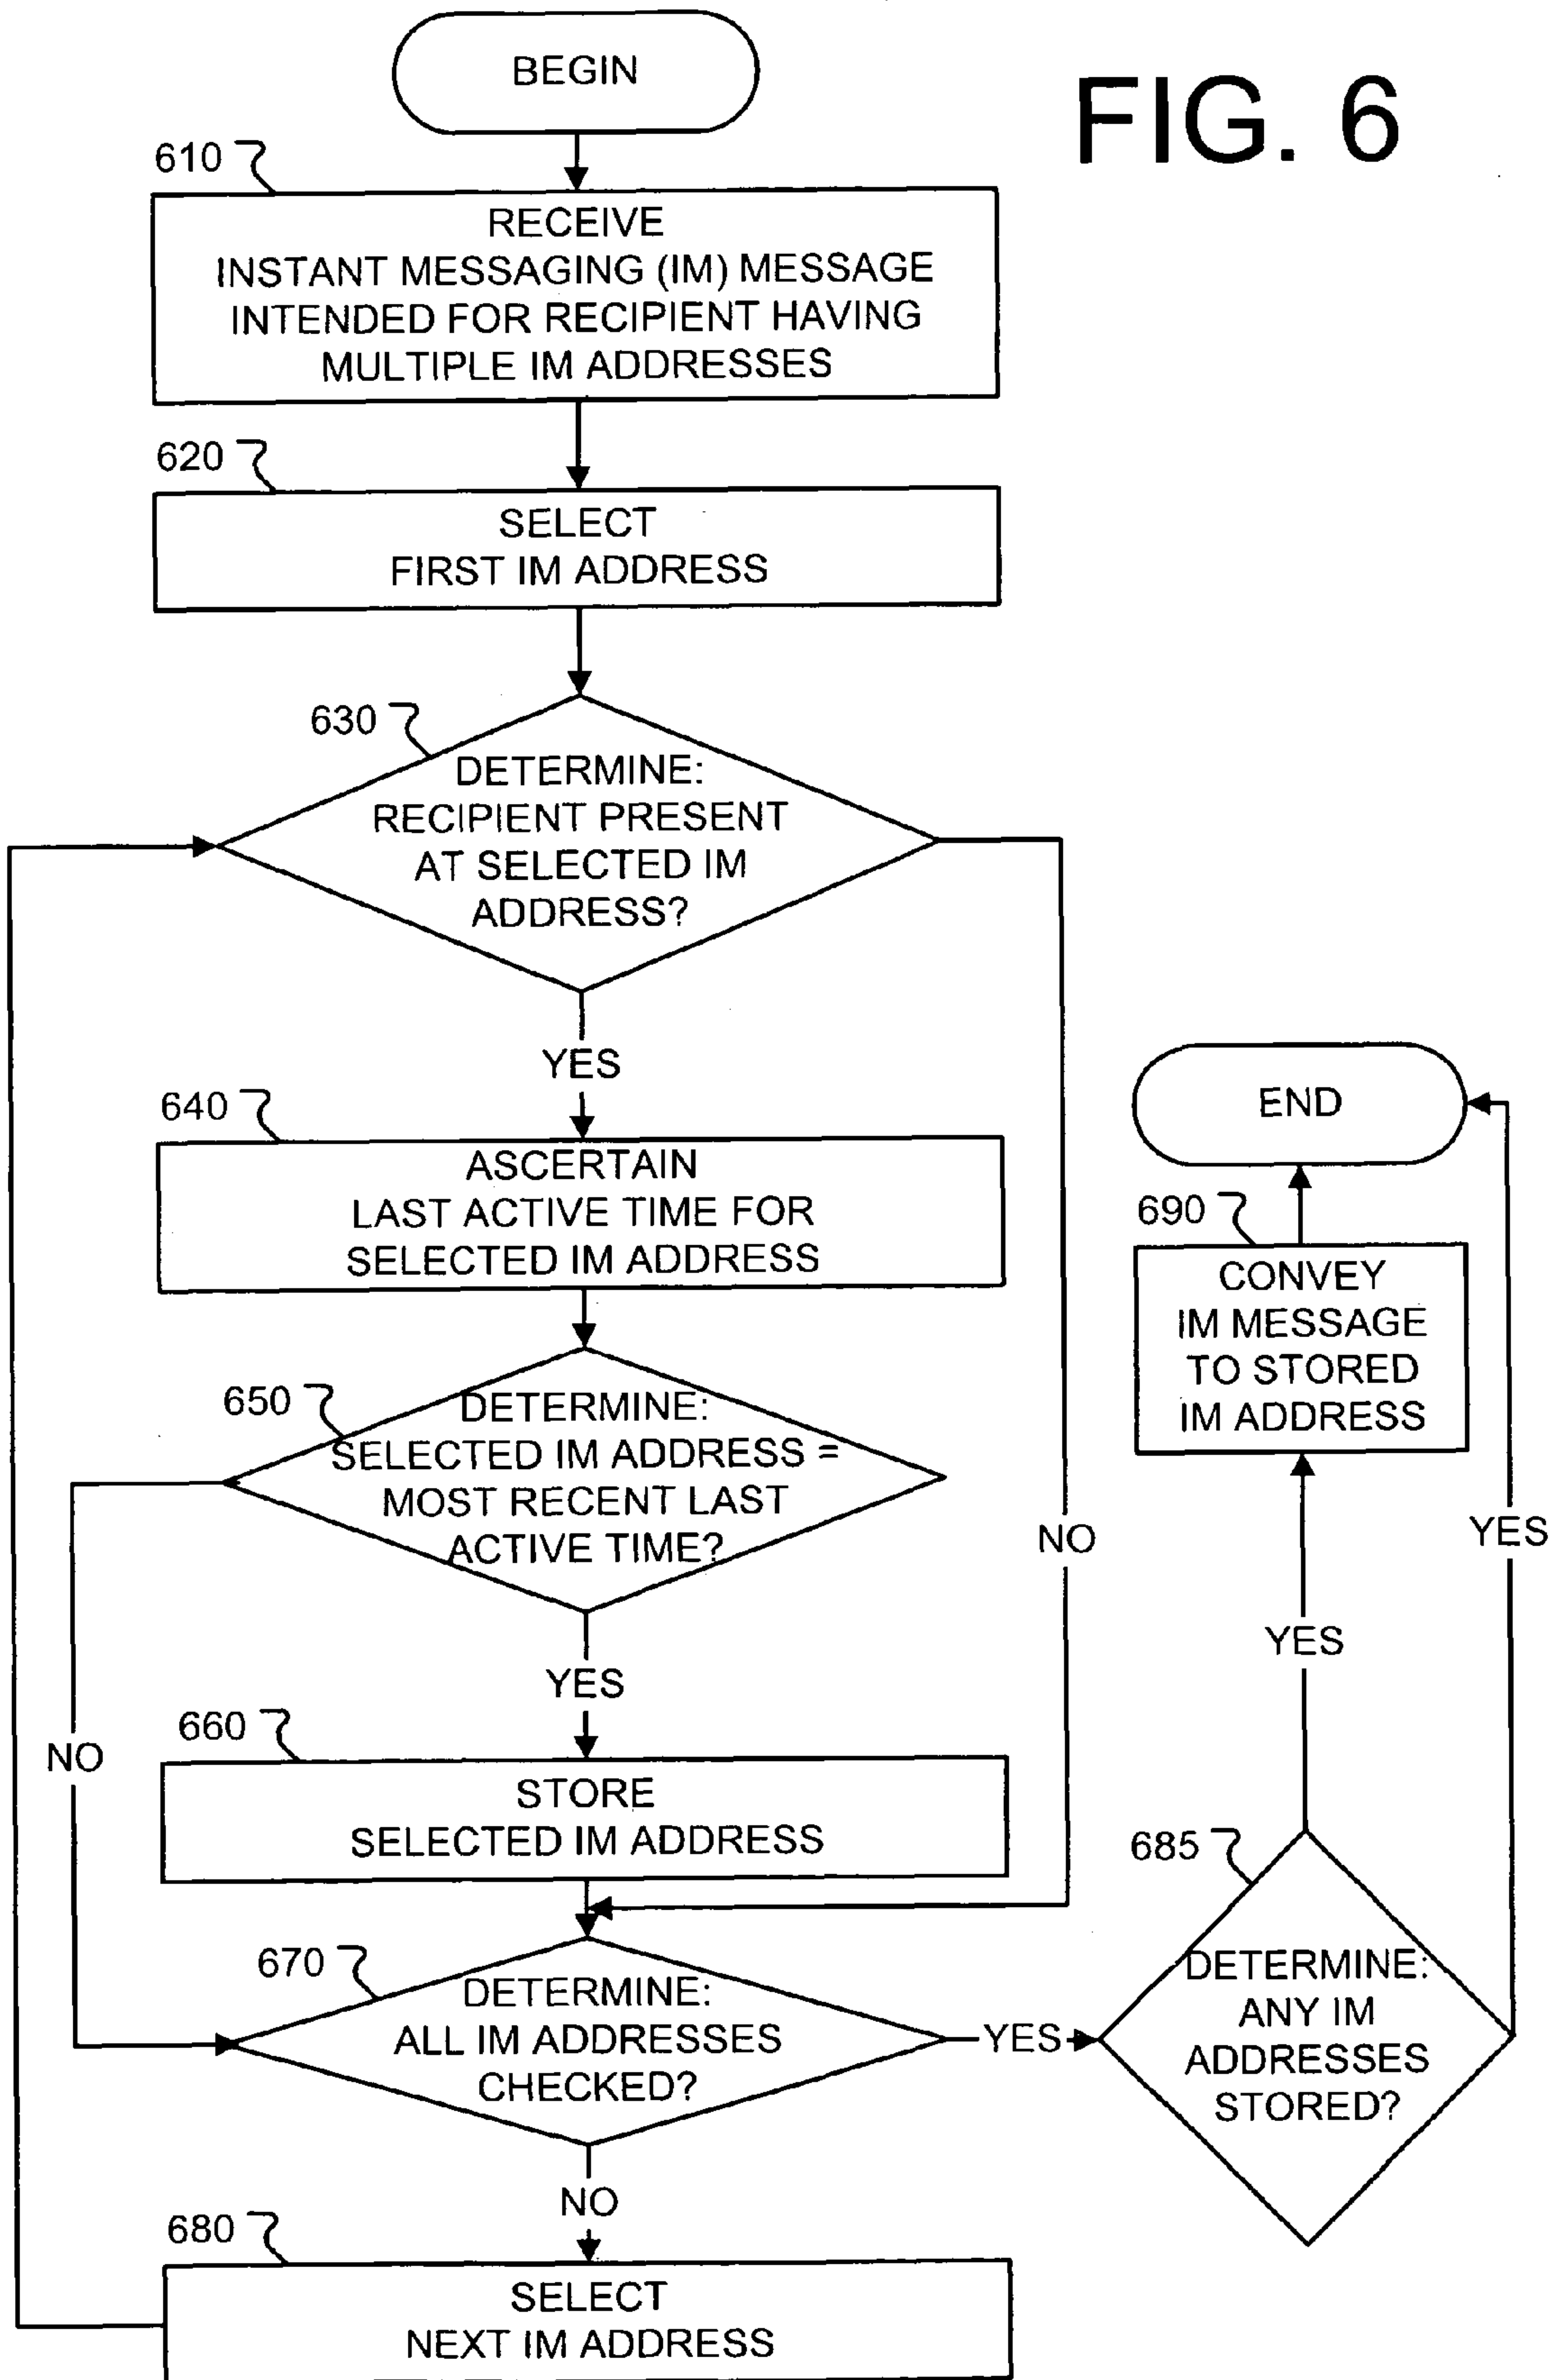 FIG. 6
BEGIN
610
RECEIVE
INSTANT MESSAGING (IM) MESSAGE
INTENDED FOR RECIPIENT HAVING
MULTIPLE IM ADDRESSES
620
SELECT
FIRST IM ADDRESS
630
DETERMINE:
RECIPIENT PRESENT
AT SELECTED IM
ADDRESS?
YES
NO
640
ASCERTAIN
LAST ACTIVE TIME FOR
SELECTED IM ADDRESS
650
DETERMINE:
SELECTED IM ADDRESS =
MOST RECENT LAST
ACTIVE TIME?
YES
NO
660
STORE
SELECTED IM ADDRESS
670
DETERMINE:
ALL IM ADDRESSES
CHECKED?
YES
NO
680
SELECT
NEXT IM ADDRESS
685
DETERMINE:
ANY IM
ADDRESSES
STORED?
YES
YES
690
CONVEY
IM MESSAGE
TO STORED
IM ADDRESS
END